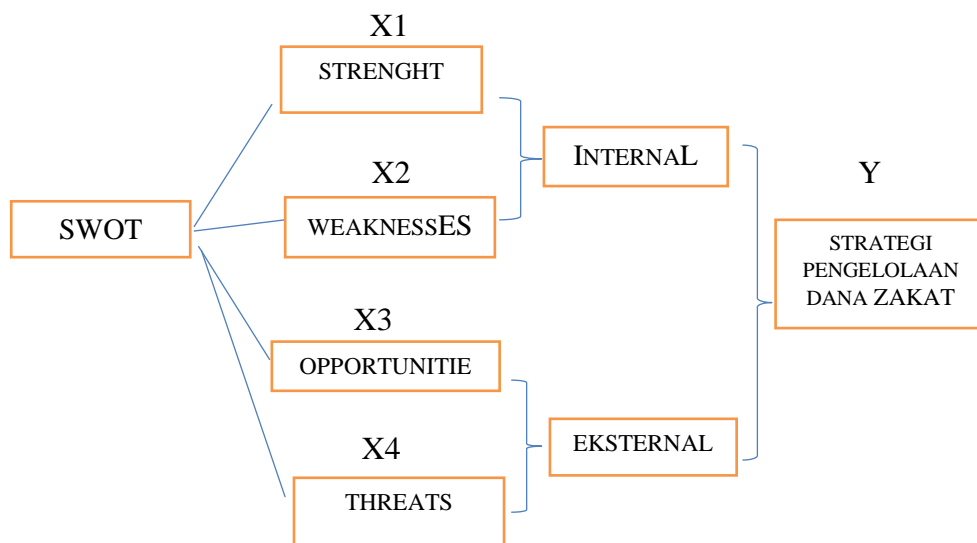 X1
STRENGHT
X2
INTERNAL
Y
SWOT
WEAKNESSES
STRATEGI
PENGELOLAAN
DANA ZAKAT
X3
OPPORTUNITIE
X4
EKSTERNAL
THREATS